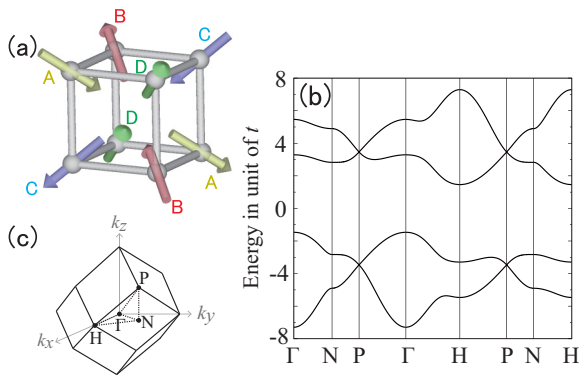 (a)
B
C
A
D
D
C
B
A
(b)
Energy in unit of t
8
4
0
-4
-8
Γ N P Γ H P N H
(c)
kz
P
Γ
N
H
kx
ky